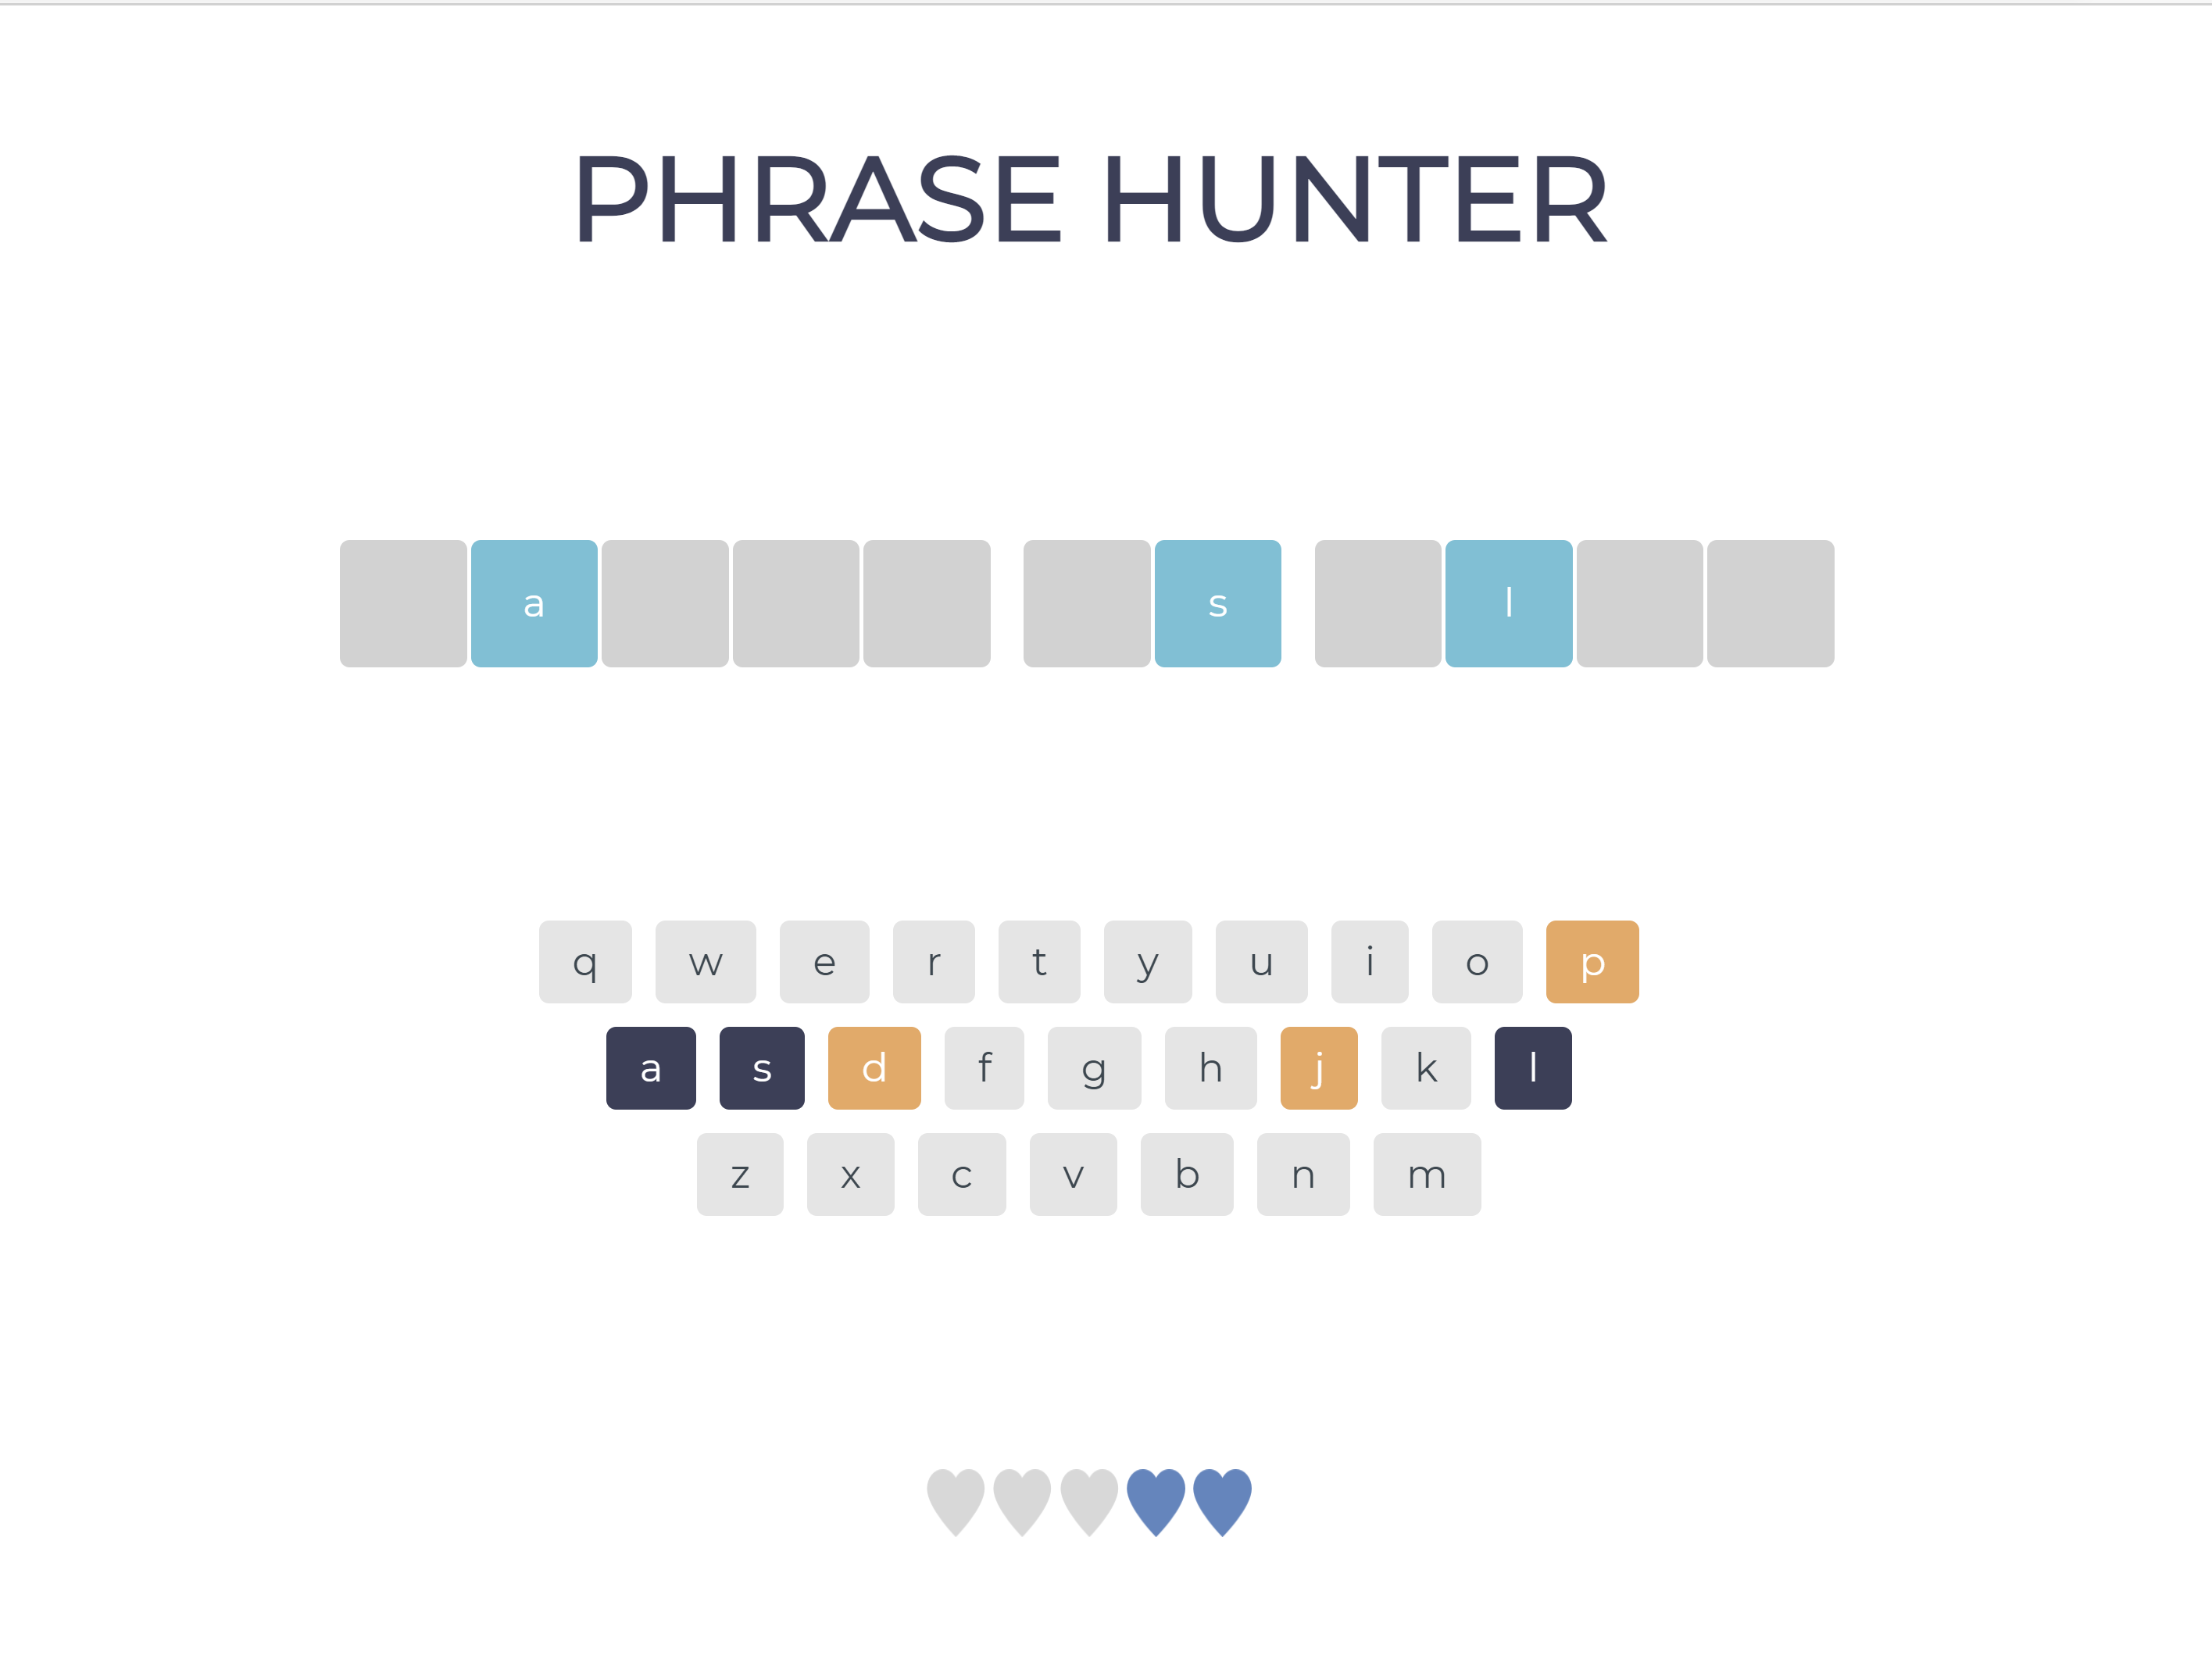 PHRASE HUNTER
a s l
q w e r t y u i o p
a s d f g h j k l
z x c v b n m